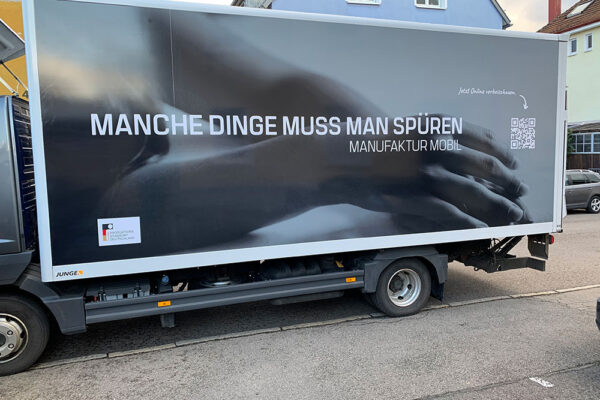 Jetzt Online vorbeischauen.
MANCHE DINGE MUSS MAN SPÜREN
MANUFAKTUR MOBIL
JUNGE